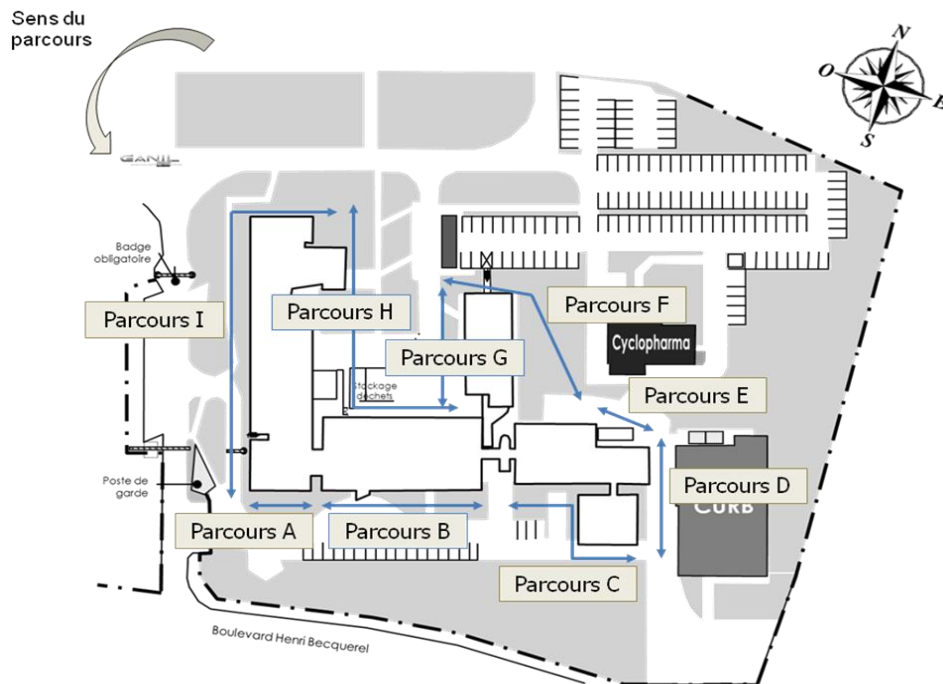 Sens du
parcours
N
O
E
S
GANIL
Badge
obligatoire
Parcours I
Parcours H
Parcours F
Cyclopharma
Parcours G
Stockage
déchets
Parcours E
Poste de
garde
Parcours D
CURB
Parcours A
Parcours B
Parcours C
Boulevard Henri Becquerel